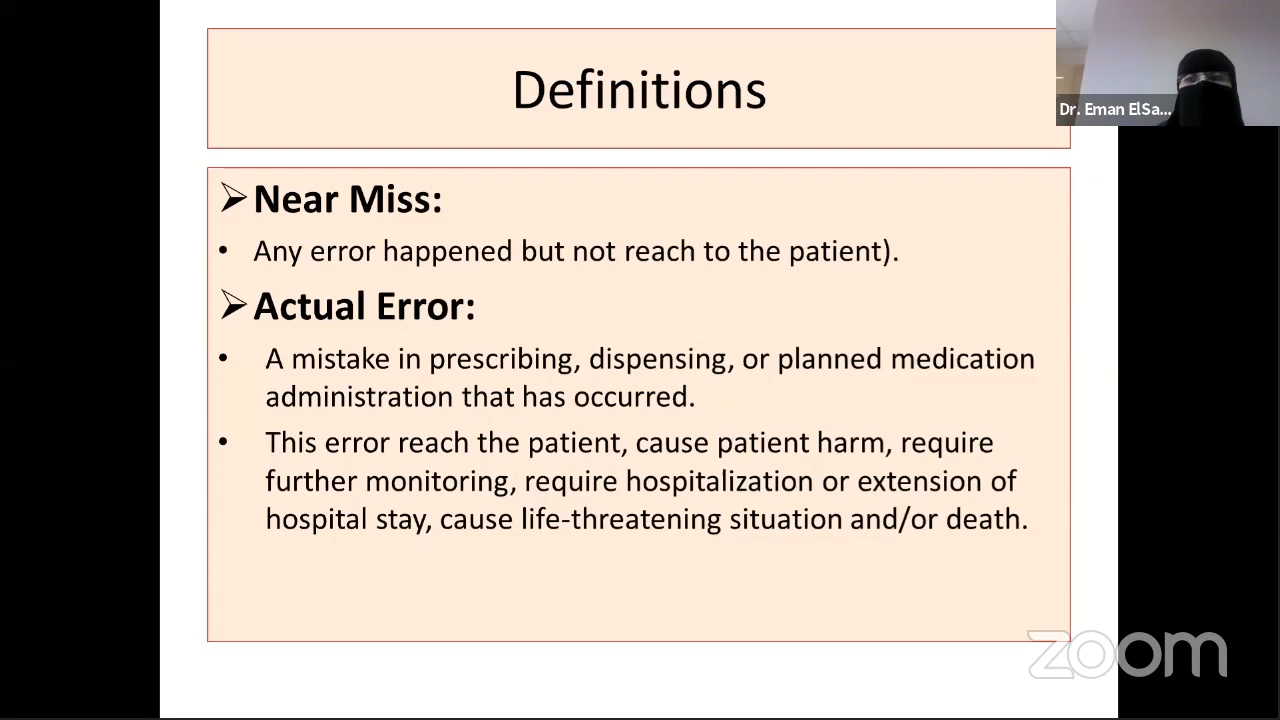 Definitions
Dr. Eman ElSa...
➢Near Miss:
• Any error happened but not reach to the patient).
➢Actual Error:
• A mistake in prescribing, dispensing, or planned medication
administration that has occurred.
• This error reach the patient, cause patient harm, require
further monitoring, require hospitalization or extension of
hospital stay, cause life-threatening situation and/or death.
zoom